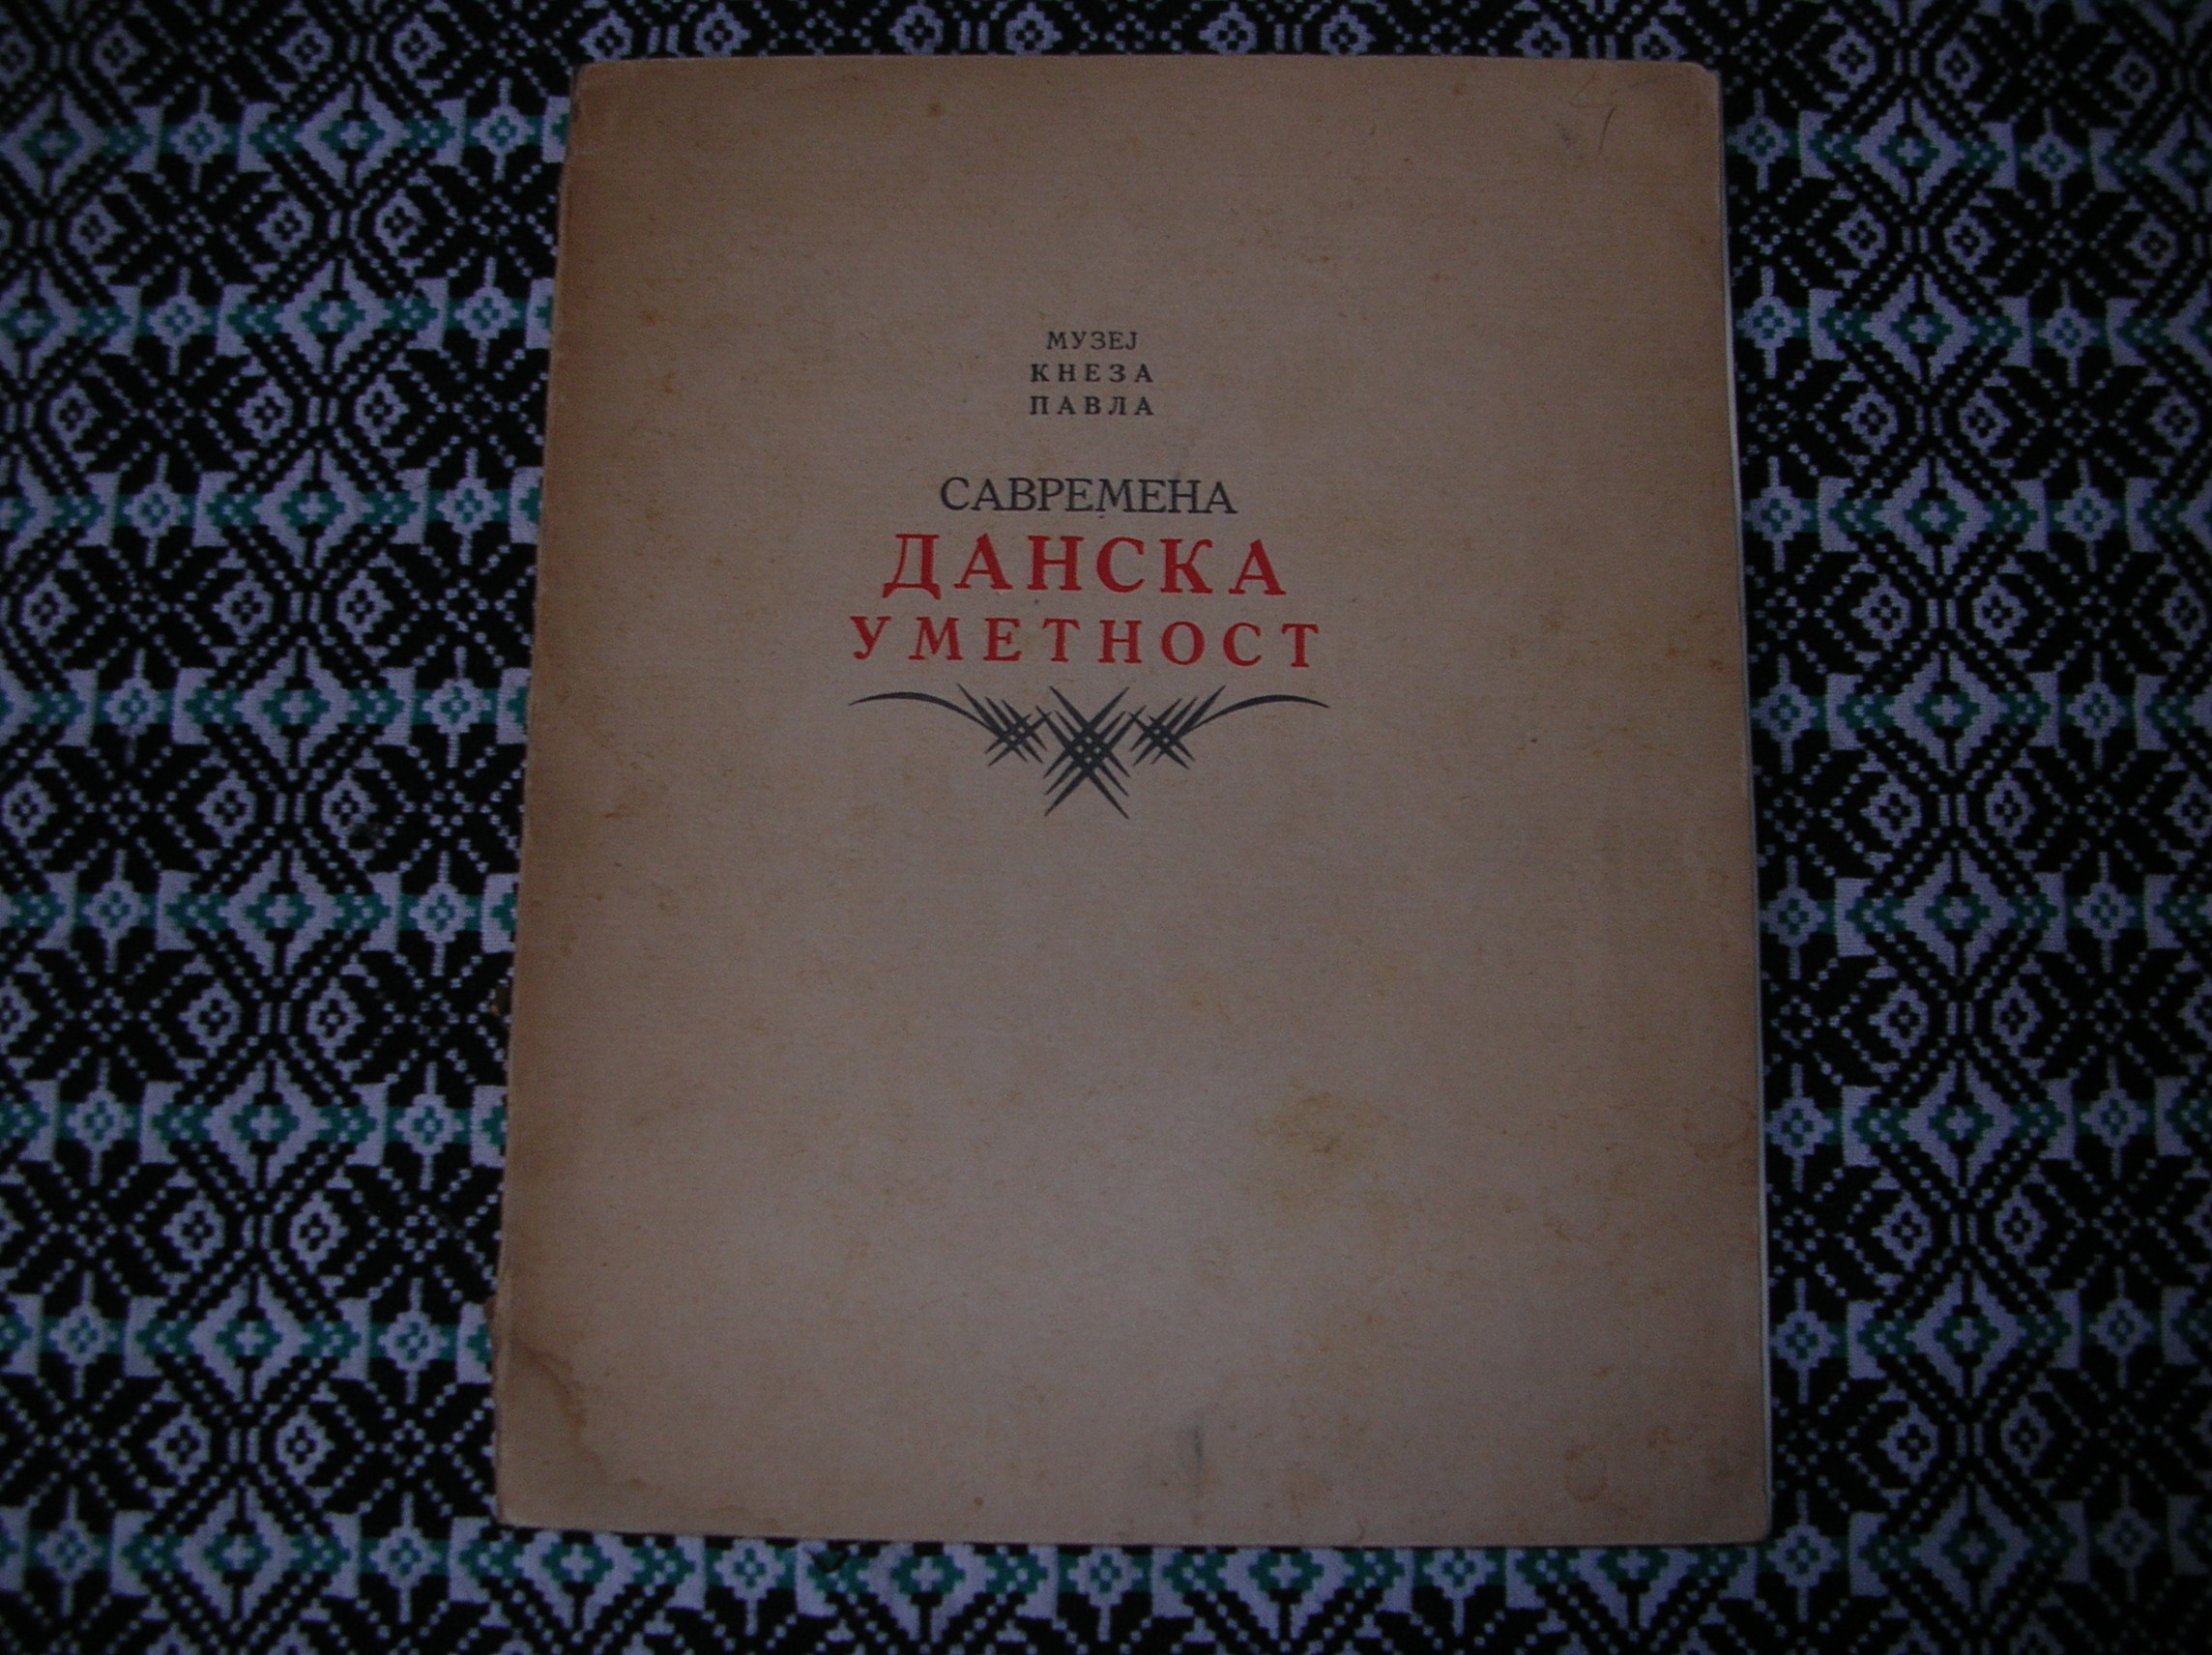 МУЗЕЈ
КНЕЗА
ПАВЛА
САВРЕМЕНА
ДАНСКА
УМЕТНОСТ